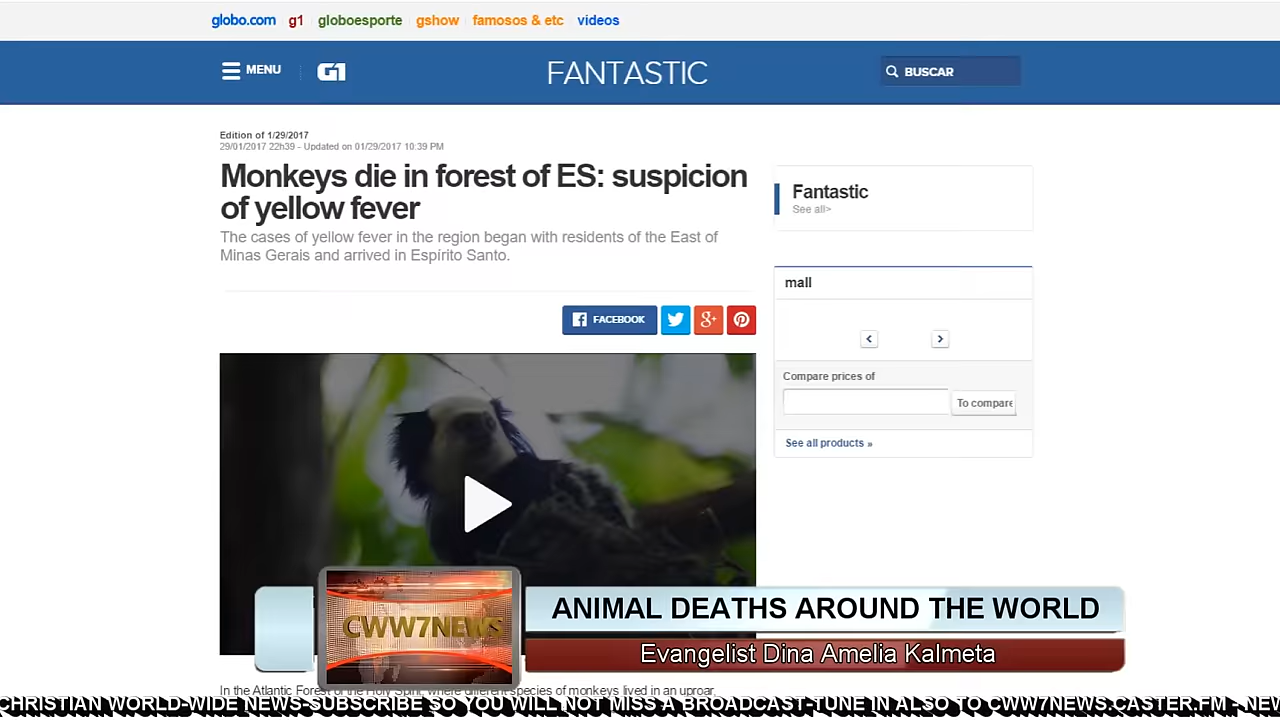 globo.com g1 globoesporte gshow famosos & etc videos
MENU G1 FANTASTIC BUSCAR
Edition of 1/29/2017
29/01/2017 22h39 - Updated on 01/29/2017 10:39 PM
Monkeys die in forest of ES: suspicion
of yellow fever
The cases of yellow fever in the region began with residents of the East of
Minas Gerais and arrived in Espírito Santo.
FACEBOOK
Fantastic
See all>
mall
Compare prices of
To compare
See all products »
CWW7NEWS
ANIMAL DEATHS AROUND THE WORLD
Evangelist Dina Amelia Kalmeta
In the Atlantic Forest of the Holy Spirit, where different species of monkeys lived in an uproar,
CHRISTIAN WORLD-WIDE NEWS-SUBSCRIBE SO YOU WILL NOT MISS A BROADCAST-TUNE IN ALSO TO CWW7NEWS.CASTER.FM - NEW